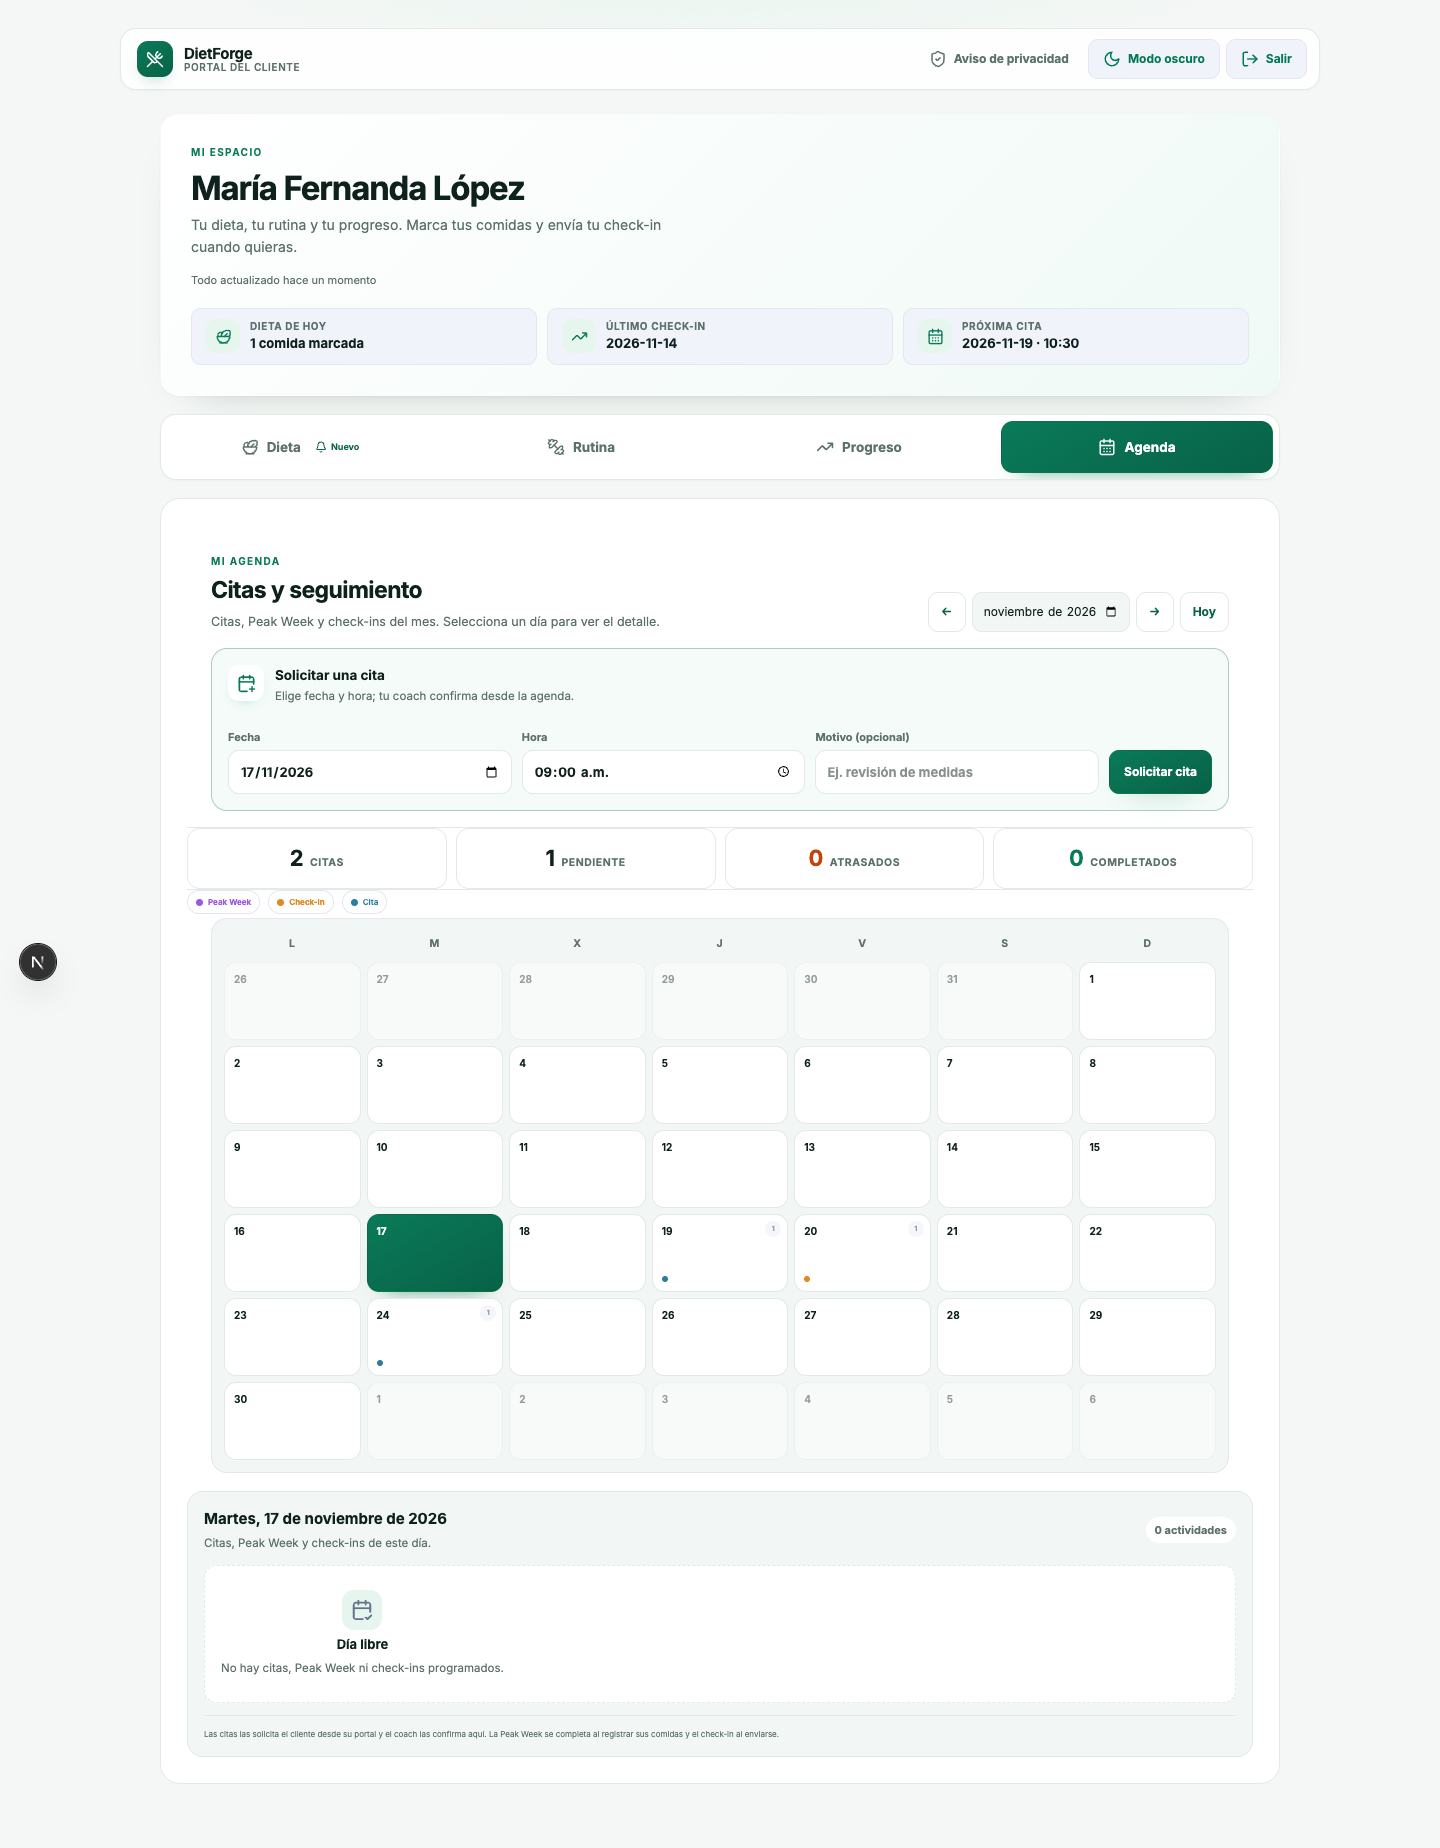 DietForge
PORTAL DEL CLIENTE
Aviso de privacidad
Modo oscuro
Salir
MI ESPACIO
María Fernanda López
Tu dieta, tu rutina y tu progreso. Marca tus comidas y envía tu check-in
cuando quieras.
Todo actualizado hace un momento
DIETA DE HOY
1 comida marcada
ÚLTIMO CHECK-IN
2026-11-14
PRÓXIMA CITA
2026-11-19 · 10:30
Dieta
Nuevo
Rutina
Progreso
Agenda
MI AGENDA
Citas y seguimiento
Citas, Peak Week y check-ins del mes. Selecciona un día para ver el detalle.
←
noviembre de 2026
→
Hoy
Solicitar una cita
Elige fecha y hora; tu coach confirma desde la agenda.
Fecha
Hora
Motivo (opcional)
17/11/2026
09:00 a.m.
Ej. revisión de medidas
Solicitar cita
2 CITAS
1 PENDIENTE
0 ATRASADOS
0 COMPLETADOS
Peak Week
Check-in
Cita
L M X J V S D
26 27 28 29 30 31 1
2 3 4 5 6 7 8
9 10 11 12 13 14 15
16 17 18 19 1 20 1 21 22
23 24 1 25 26 27 28 29
30 1 2 3 4 5 6
N
Martes, 17 de noviembre de 2026
Citas, Peak Week y check-ins de este día.
0 actividades
Día libre
No hay citas, Peak Week ni check-ins programados.
Las citas las solicita el cliente desde su portal y el coach las confirma aquí. La Peak Week se completa al registrar sus comidas y el check-in al enviarse.